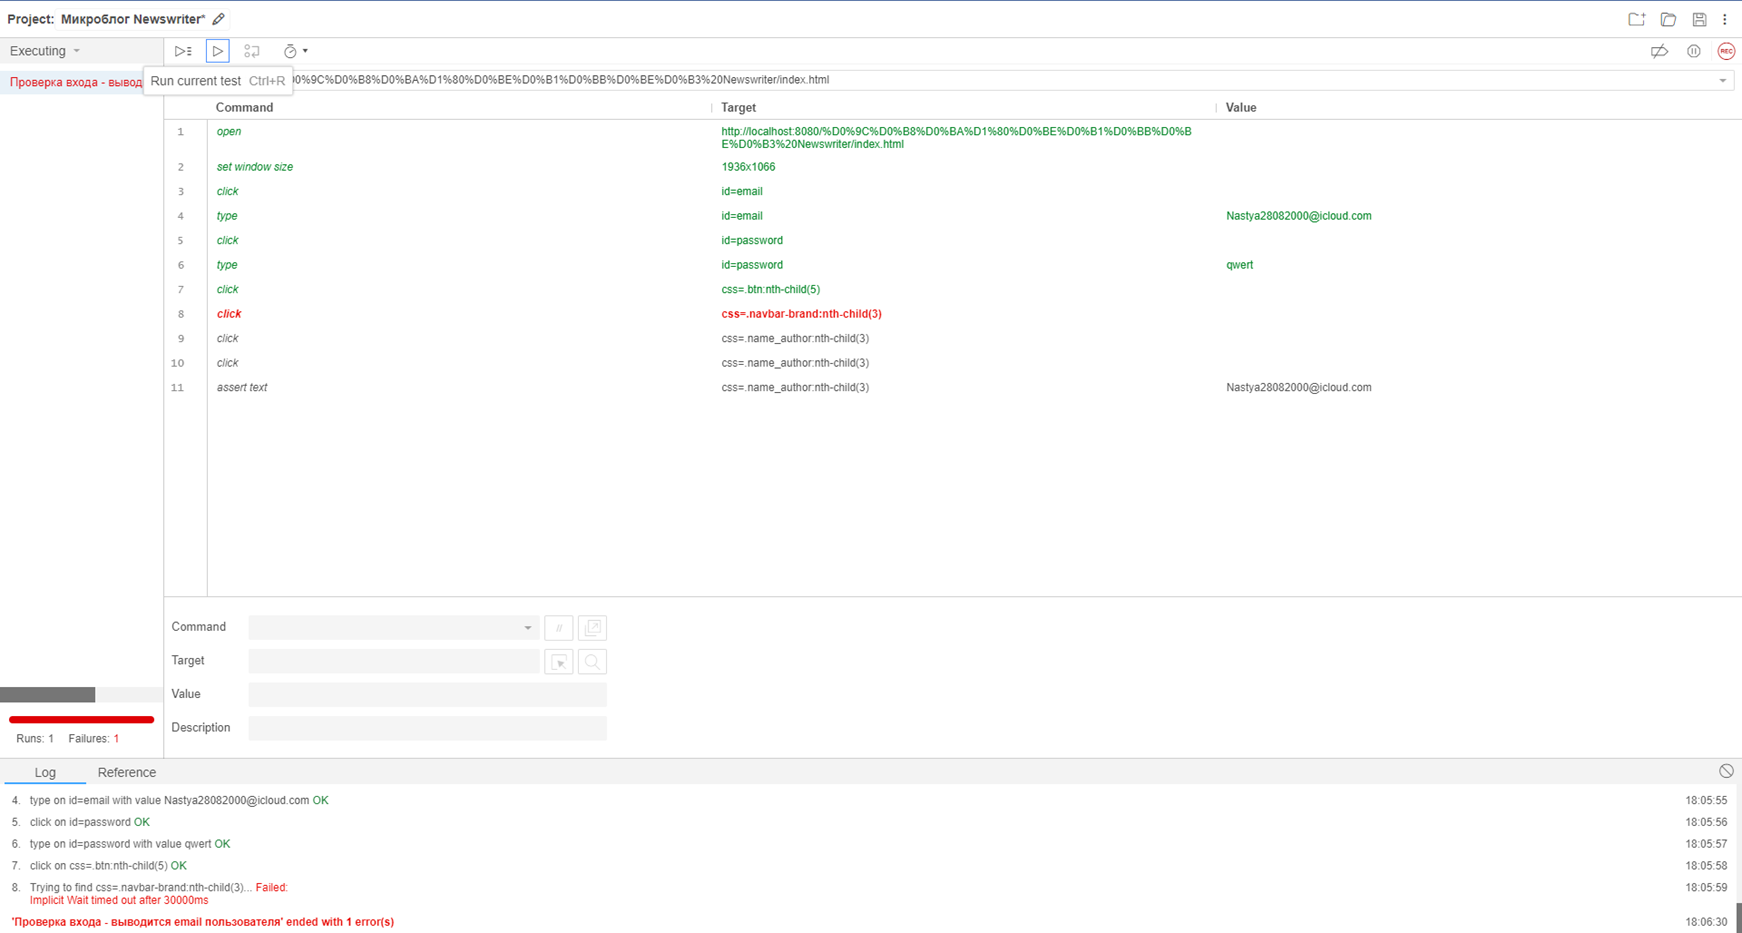 Project: Микроблог Newswriter*
Executing
Проверка входа - вывод
Run current test Ctrl+R
0%9C%D0%B8%D0%BA%D1%80%D0%BE%D0%B1%D0%BB%D0%BE%D0%B3%20Newswriter/index.html
REC
Command Target Value
1 open http://localhost:8080/%D0%9C%D0%B8%D0%BA%D1%80%D0%BE%D0%B1%D0%BB%D0%B
E%D0%B3%20Newswriter/index.html
2 set window size 1936x1066
3 click id=email
4 type id=email Nastya28082000@icloud.com
5 click id=password
6 type id=password qwert
7 click css=.btn:nth-child(5)
8 click css=.navbar-brand:nth-child(3)
9 click css=.name_author:nth-child(3)
10 click css=.name_author:nth-child(3)
11 assert text css=.name_author:nth-child(3) Nastya28082000@icloud.com
Command //
Target
Value
Description
Runs: 1 Failures: 1
Log Reference
4. type on id=email with value Nastya28082000@icloud.com OK 18:05:55
5. click on id=password OK 18:05:56
6. type on id=password with value qwert OK 18:05:57
7. click on css=.btn:nth-child(5) OK 18:05:58
8. Trying to find css=.navbar-brand:nth-child(3)... Failed: 18:05:59
Implicit Wait timed out after 30000ms
'Проверка входа - выводится email пользователя' ended with 1 error(s) 18:06:30